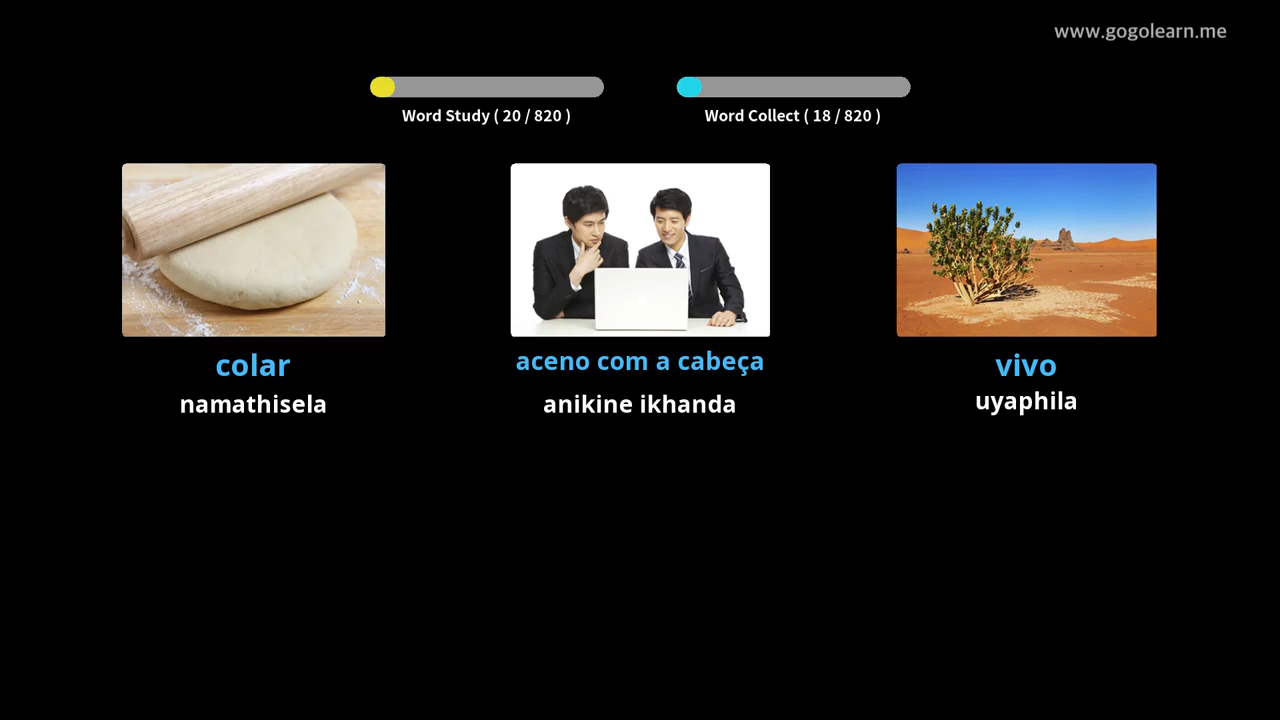 www.gogolearn.me
Word Study ( 20 / 820 )
Word Collect ( 18 / 820 )
colar
namathisela
aceno com a cabeça
anikine ikhanda
vivo
uyaphila